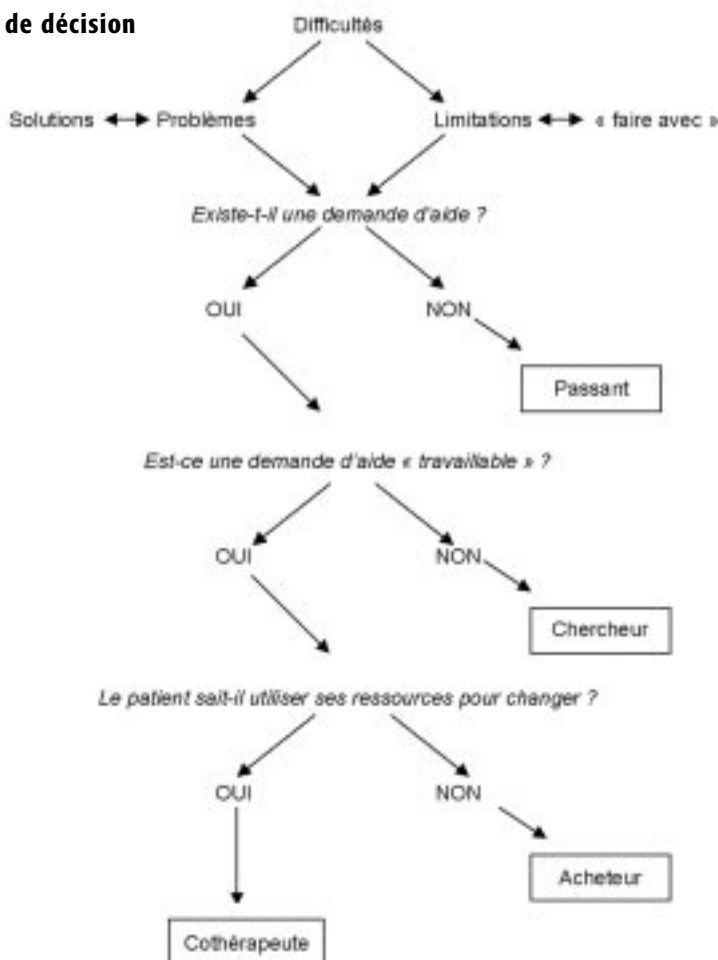 de décision
Difficultés
Solutions Problèmes Limitations « faire avec »
Existe-t-il une demande d'aide ?
OUI NON
Passant
Est-ce une demande d'aide « travaillable » ?
OUI NON
Chercheur
Le patient sait-il utiliser ses ressources pour changer ?
OUI NON
Acheteur
Cothérapeute